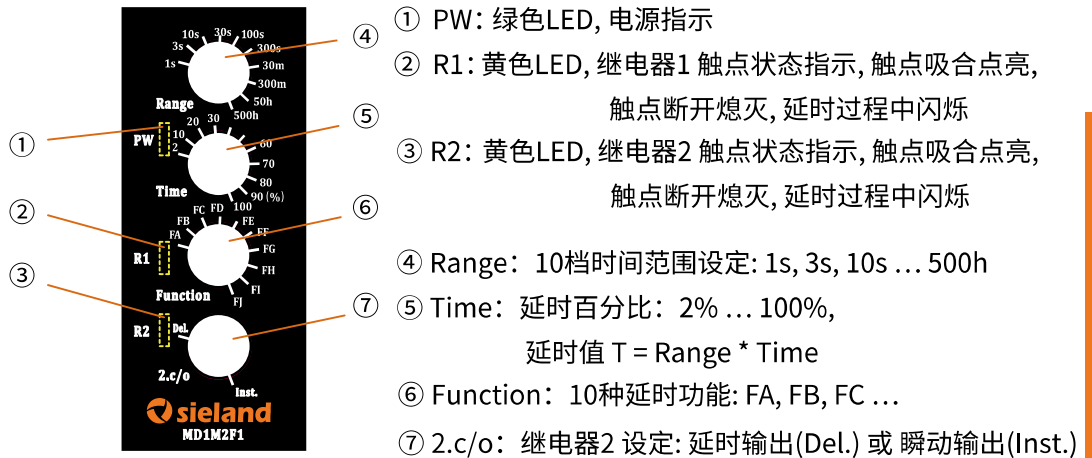 ① PW: 绿色LED, 电源指示
② R1: 黄色LED, 继电器1 触点状态指示, 触点吸合点亮,
触点断开熄灭, 延时过程中闪烁
③ R2: 黄色LED, 继电器2 触点状态指示, 触点吸合点亮,
触点断开熄灭, 延时过程中闪烁
④ Range: 10档时间范围设定: 1s, 3s, 10s … 500h
⑤ Time: 延时百分比: 2% … 100%,
延时值 T = Range * Time
⑥ Function: 10种延时功能: FA, FB, FC …
⑦ 2.c/o: 继电器2 设定: 延时输出(Del.) 或 瞬动输出(Inst.)
①
②
③
④
⑤
⑥
⑦
1s
3s
10s
30s
100s
300s
30m
300m
50h
500h
Range
PW
2
10
20
30
60
70
80
90 (%)
100
Time
FA
FB
FC
FD
FE
FF
FG
FH
FI
FJ
R1
Function
R2
Del.
2.c/o
Inst.
sieland
MD1M2F1